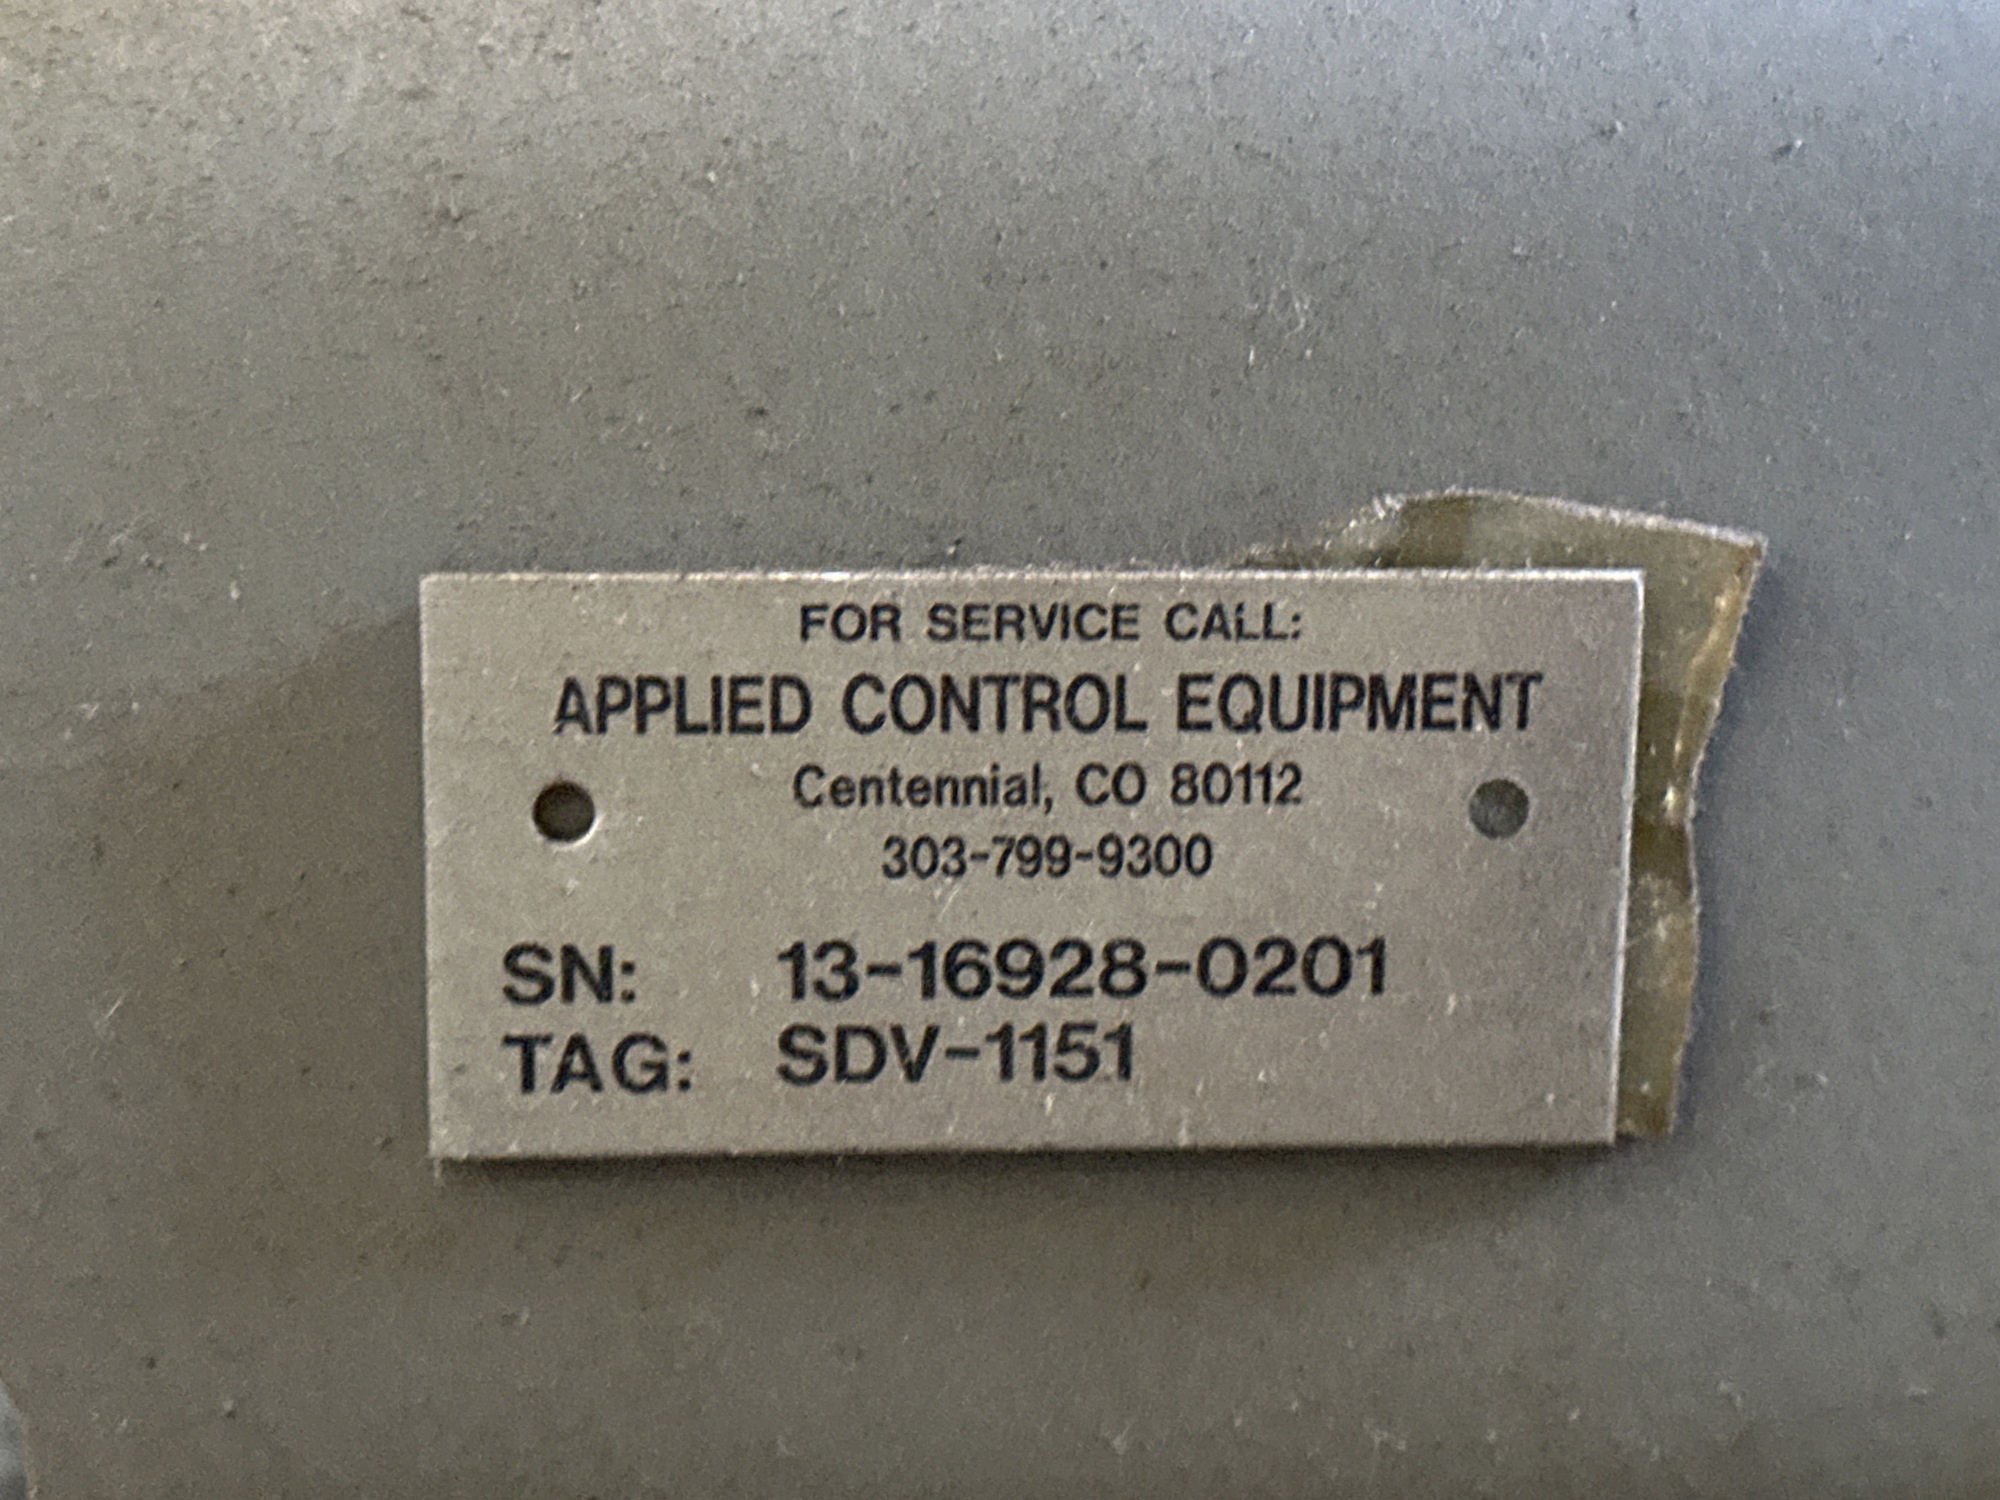 FOR SERVICE CALL:
APPLIED CONTROL EQUIPMENT
Centennial, CO 80112
303-799-9300
SN: 13-16928-0201
TAG: SDV-1151